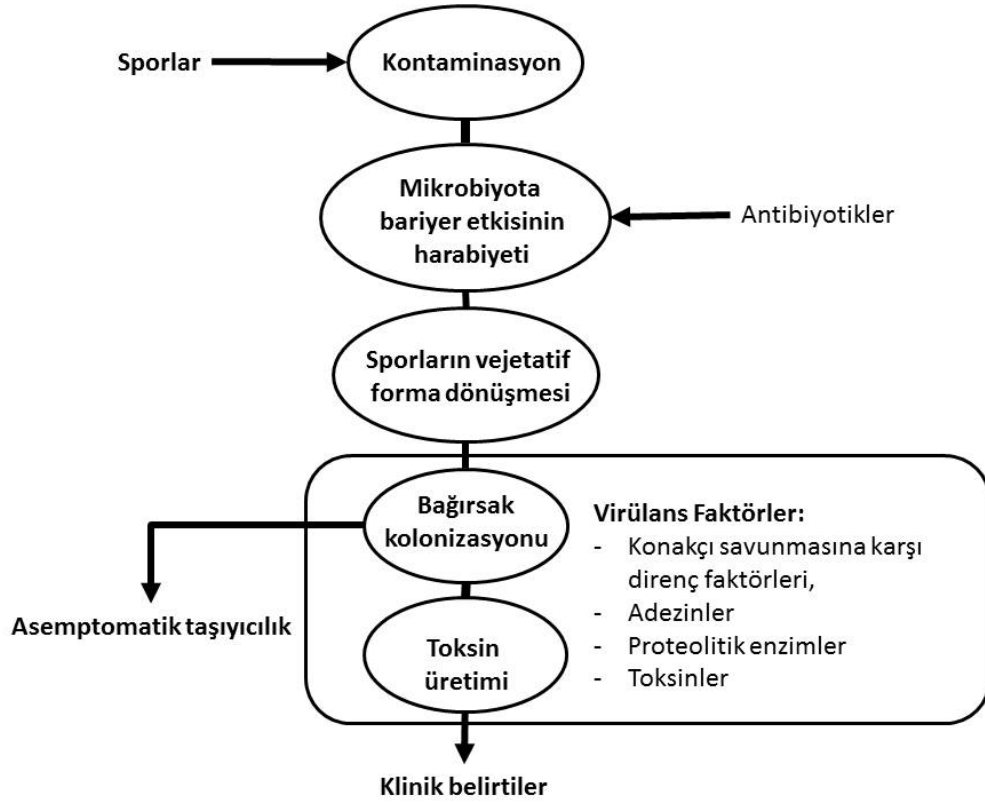 Sporlar
Kontaminasyon
Mikrobiyota
bariyer etkisinin
harabiyeti
Antibiyotikler
Sporların vejetatif
forma dönüşmesi
Bağırsak
kolonizasyonu
Virülans Faktörler:
- Konakçı savunmasına karşı
direnç faktörleri,
- Adezinler
- Proteolitik enzimler
- Toksinler
Asemptomatik taşıyıcılık
Toksin
üretimi
Klinik belirtiler